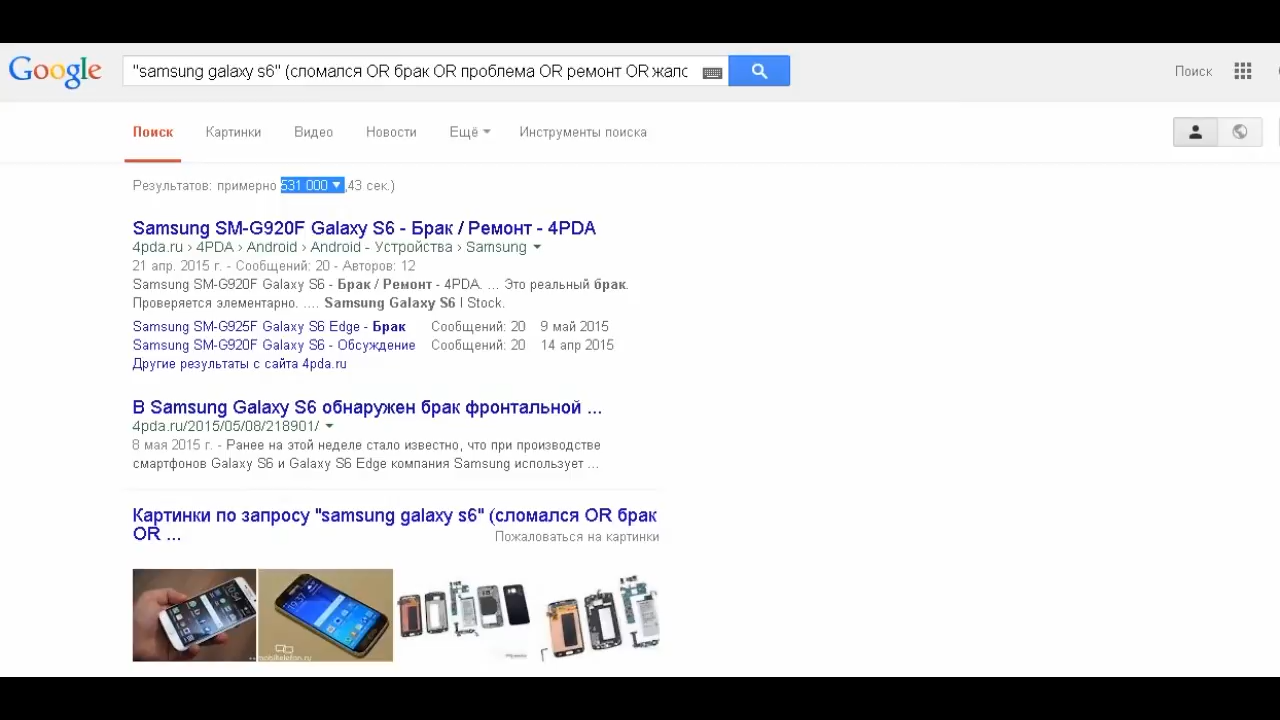 Google
"samsung galaxy s6" (сломался OR брак OR проблема OR ремонт OR жалс
Поиск
Поиск Картинки Видео Новости Ещё Инструменты поиска
Результатов: примерно 531 000 ,43 сек.)
Samsung SM-G920F Galaxy S6 - Брак / Ремонт - 4PDA
4pda.ru › 4PDA › Android › Android - Устройства › Samsung
21 апр. 2015 г. - Сообщений: 20 - Авторов: 12
Samsung SM-G920F Galaxy S6 - Брак / Ремонт - 4PDA. ... Это реальный брак.
Проверяется элементарно. .... Samsung Galaxy S6 | Stock.
Samsung SM-G925F Galaxy S6 Edge - Брак Сообщений: 20 9 май 2015
Samsung SM-G920F Galaxy S6 - Обсуждение Сообщений: 20 14 апр 2015
Другие результаты с сайта 4pda.ru
В Samsung Galaxy S6 обнаружен брак фронтальной ...
4pda.ru/2015/05/08/218901/
8 мая 2015 г. - Ранее на этой неделе стало известно, что при производстве
смартфонов Galaxy S6 и Galaxy S6 Edge компания Samsung использует ...
Картинки по запросу "samsung galaxy s6" (сломался OR брак
OR ...
Пожаловаться на картинки